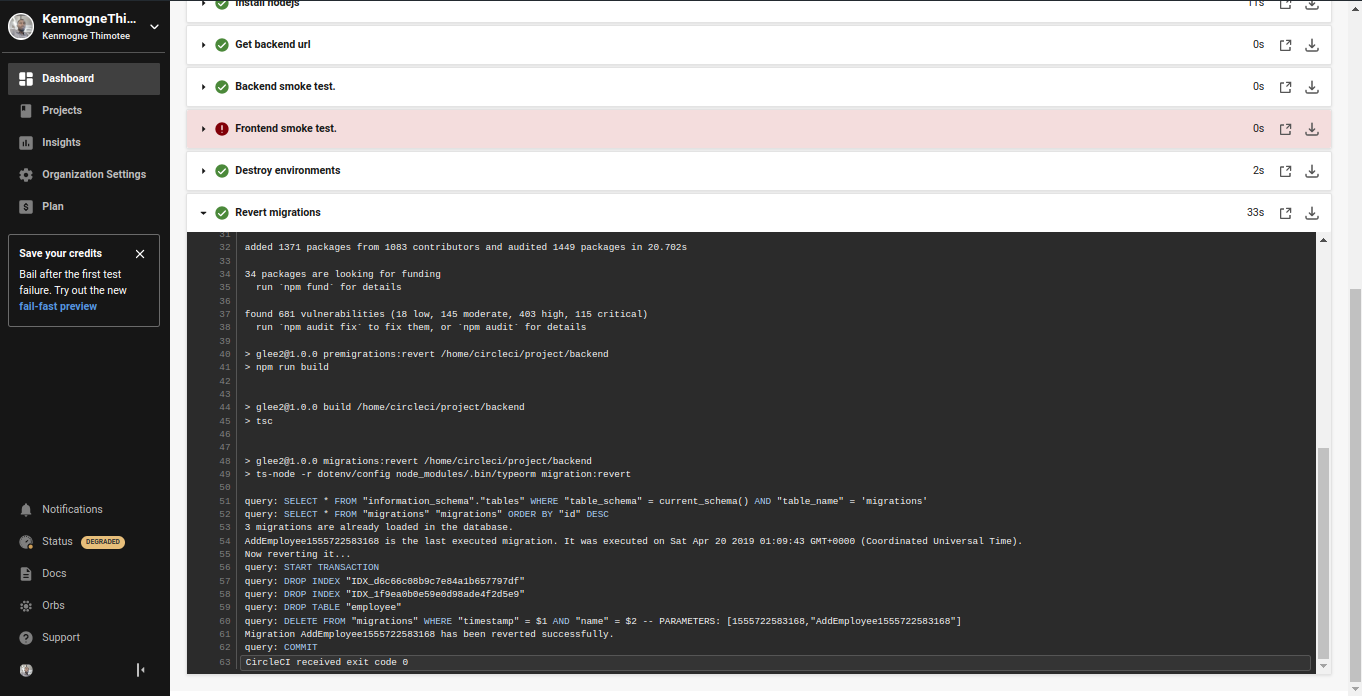 KenmogneThi...
Kenmogne Thimotee
Dashboard
Projects
Insights
Organization Settings
Plan
Save your credits
Bail after the first test
failure. Try out the new
fail-fast preview
Notifications
Status DEGRADED
Docs
Orbs
Support
Install nodejs 11s
Get backend url 0s
Backend smoke test. 0s
Frontend smoke test. 0s
Destroy environments 2s
Revert migrations 33s
31
32 added 1371 packages from 1083 contributors and audited 1449 packages in 20.702s
33
34 34 packages are looking for funding
35 run `npm fund` for details
36
37 found 681 vulnerabilities (18 low, 145 moderate, 403 high, 115 critical)
38 run `npm audit fix` to fix them, or `npm audit` for details
39
40 > glee2@1.0.0 premigrations:revert /home/circleci/project/backend
41 > npm run build
42
43
44 > glee2@1.0.0 build /home/circleci/project/backend
45 > tsc
46
47
48 > glee2@1.0.0 migrations:revert /home/circleci/project/backend
49 > ts-node -r dotenv/config node_modules/.bin/typeorm migration:revert
50
51 query: SELECT * FROM "information_schema"."tables" WHERE "table_schema" = current_schema() AND "table_name" = 'migrations'
52 query: SELECT * FROM "migrations" "migrations" ORDER BY "id" DESC
53 3 migrations are already loaded in the database.
54 AddEmployee1555722583168 is the last executed migration. It was executed on Sat Apr 20 2019 01:09:43 GMT+0000 (Coordinated Universal Time).
55 Now reverting it...
56 query: START TRANSACTION
57 query: DROP INDEX "IDX_d6c66c08b9c7e84a1b657797df"
58 query: DROP INDEX "IDX_1f9ea0b0e59e0d98ade4f2d5e9"
59 query: DROP TABLE "employee"
60 query: DELETE FROM "migrations" WHERE "timestamp" = $1 AND "name" = $2 -- PARAMETERS: [1555722583168,"AddEmployee1555722583168"]
61 Migration AddEmployee1555722583168 has been reverted successfully.
62 query: COMMIT
63 CircleCI received exit code 0